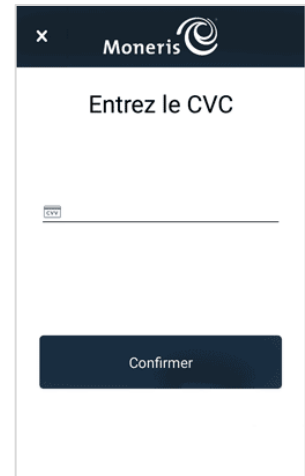 ×
Moneris
Entrez le CVC
CVV
Confirmer